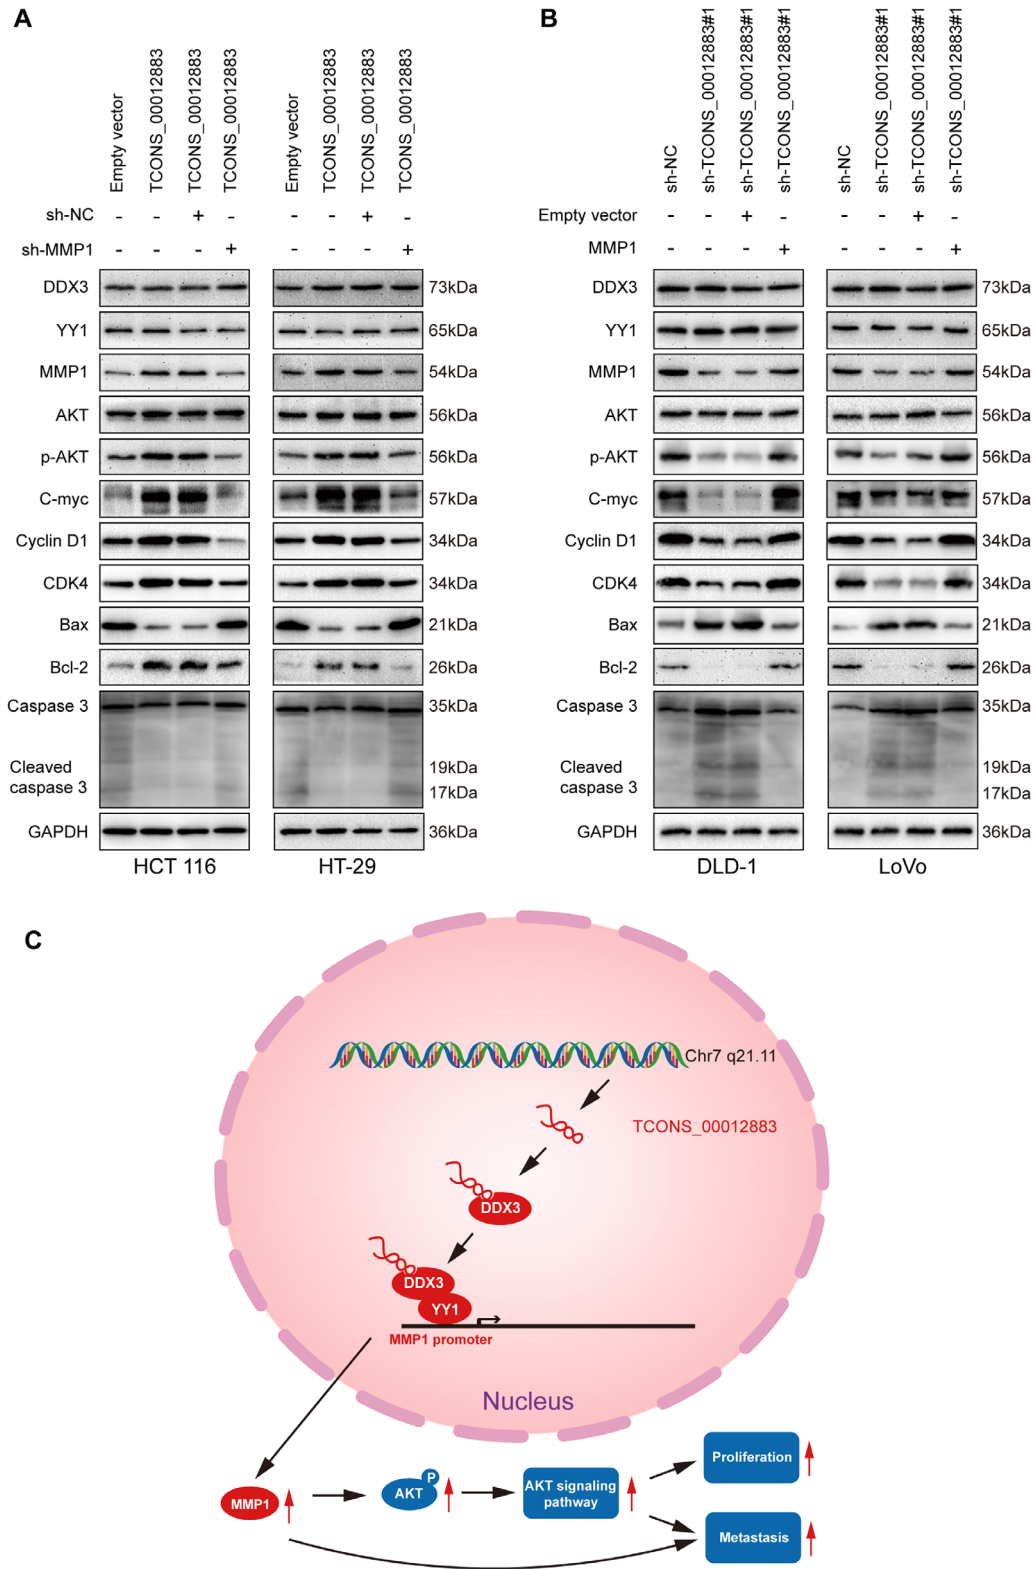 A
B
Empty vector
TCONS_00012883
TCONS_00012883
TCONS_00012883
Empty vector
TCONS_00012883
TCONS_00012883
TCONS_00012883
sh-NC
sh-TCONS_00012883#1
sh-TCONS_00012883#1
sh-TCONS_00012883#1
sh-NC
sh-TCONS_00012883#1
sh-TCONS_00012883#1
sh-TCONS_00012883#1
sh-NC - - + - - - + -
Empty vector - - + - - - + -
sh-MMP1 - - - + - - - +
MMP1 - - - + - - - +
DDX3 73kDa
DDX3 73kDa
YY1 65kDa
YY1 65kDa
MMP1 54kDa
MMP1 54kDa
AKT 56kDa
AKT 56kDa
p-AKT 56kDa
p-AKT 56kDa
C-myc 57kDa
C-myc 57kDa
Cyclin D1 34kDa
Cyclin D1 34kDa
CDK4 34kDa
CDK4 34kDa
Bax 21kDa
Bax 21kDa
Bcl-2 26kDa
Bcl-2 26kDa
Caspase 3 35kDa
Caspase 3 35kDa
Cleaved 19kDa
caspase 3 17kDa
Cleaved 19kDa
caspase 3 17kDa
GAPDH 36kDa
GAPDH 36kDa
HCT 116
HT-29
DLD-1
LoVo
C
Chr7 q21.11
TCONS_00012883
DDX3
DDX3
YY1
MMP1 promoter
Nucleus
MMP1
AKT
P
AKT signaling
pathway
Proliferation
Metastasis